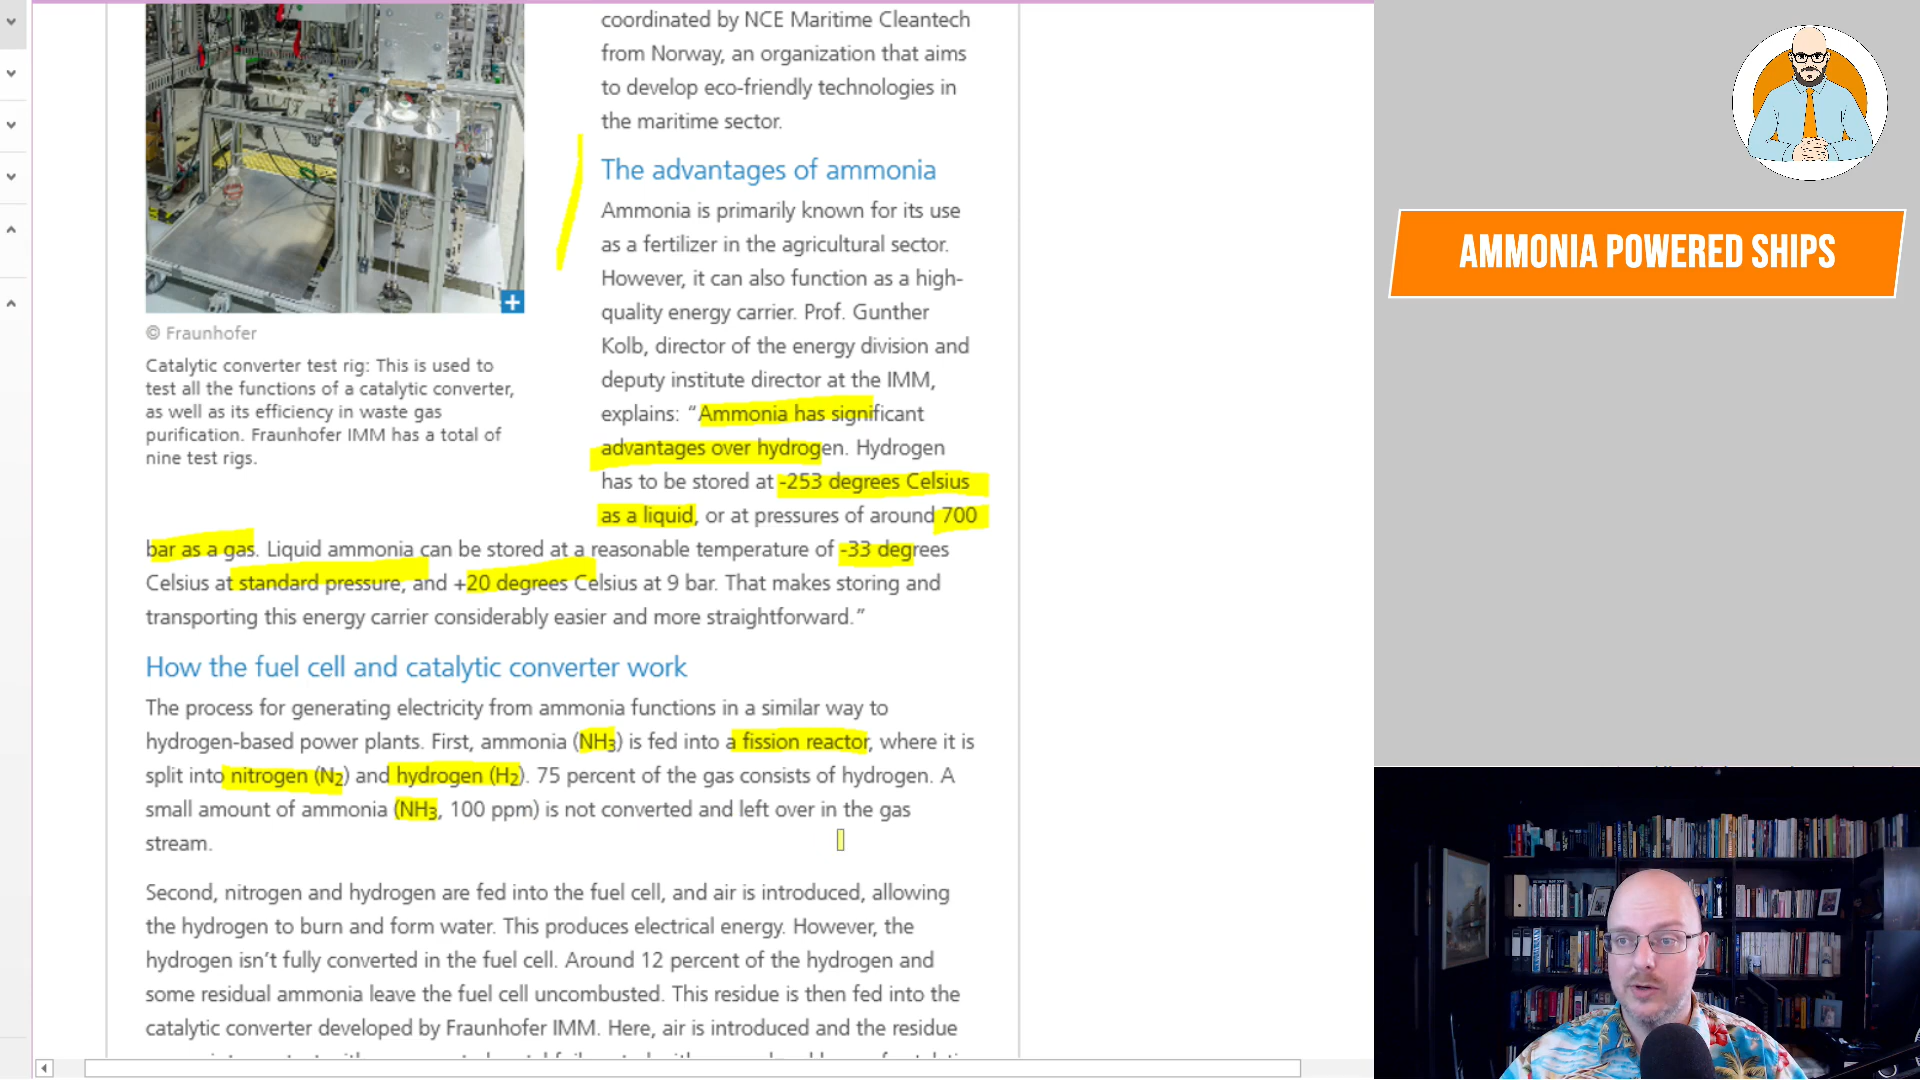 coordinated by NCE Maritime Cleantech
from Norway, an organization that aims
to develop eco-friendly technologies in
the maritime sector.
The advantages of ammonia
Ammonia is primarily known for its use
as a fertilizer in the agricultural sector.
However, it can also function as a high-
quality energy carrier. Prof. Gunther
Kolb, director of the energy division and
deputy institute director at the IMM,
explains: “Ammonia has significant
advantages over hydrogen. Hydrogen
has to be stored at -253 degrees Celsius
as a liquid, or at pressures of around 700
bar as a gas. Liquid ammonia can be stored at a reasonable temperature of -33 degrees
Celsius at standard pressure, and +20 degrees Celsius at 9 bar. That makes storing and
transporting this energy carrier considerably easier and more straightforward.”
© Fraunhofer
Catalytic converter test rig: This is used to
test all the functions of a catalytic converter,
as well as its efficiency in waste gas
purification. Fraunhofer IMM has a total of
nine test rigs.
How the fuel cell and catalytic converter work
The process for generating electricity from ammonia functions in a similar way to
hydrogen-based power plants. First, ammonia (NH3) is fed into a fission reactor, where it is
split into nitrogen (N2) and hydrogen (H2). 75 percent of the gas consists of hydrogen. A
small amount of ammonia (NH3, 100 ppm) is not converted and left over in the gas
stream.
Second, nitrogen and hydrogen are fed into the fuel cell, and air is introduced, allowing
the hydrogen to burn and form water. This produces electrical energy. However, the
hydrogen isn’t fully converted in the fuel cell. Around 12 percent of the hydrogen and
some residual ammonia leave the fuel cell uncombusted. This residue is then fed into the
catalytic converter developed by Fraunhofer IMM. Here, air is introduced and the residue
AMMONIA POWERED SHIPS